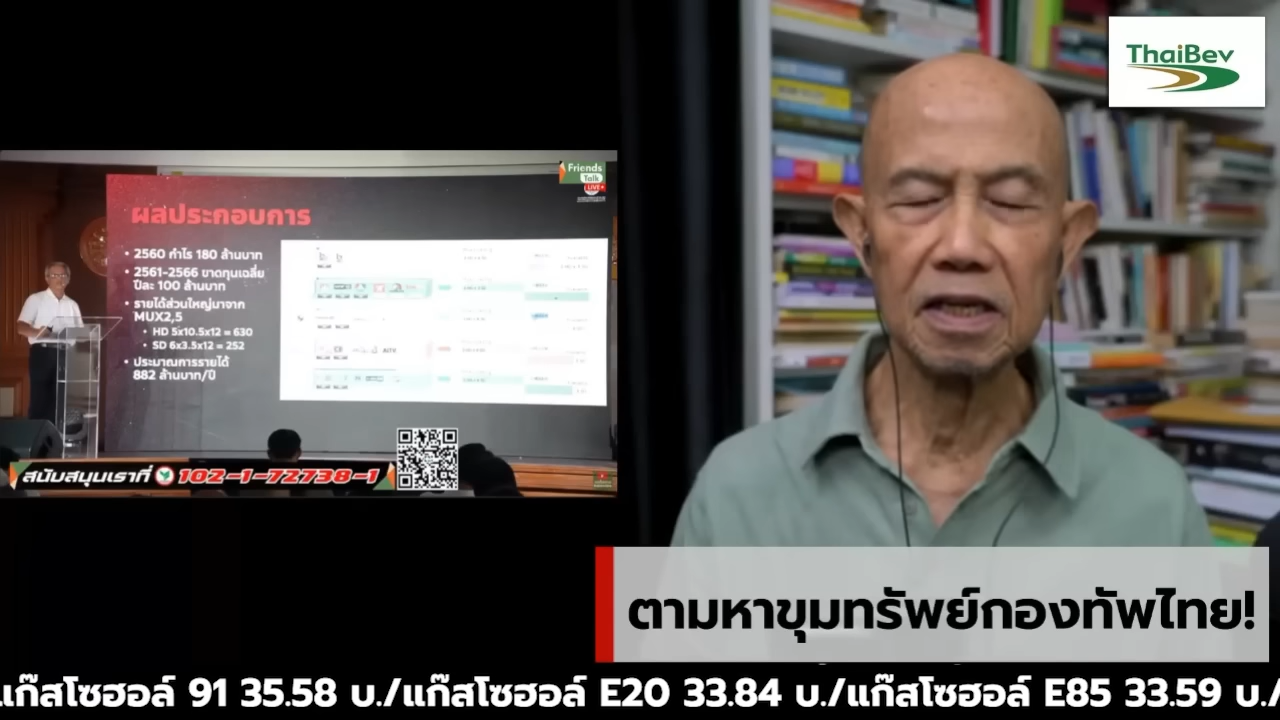 ThaiBev
Friends
Talk
LIVE
ผลประกอบการ
• 2560 กำไร 180 ล้านบาท
• 2561-2566 ขาดทุนเฉลี่ย
ปีละ 100 ล้านบาท
• รายได้ส่วนใหญ่มาจาก
MUX2,5
• HD 5x10.5x12 = 630
• SD 6x3.5x12 = 252
• ประมาณการรายได้
882 ล้านบาท/ปี
สนับสนุนเราที่ 102-1-72738-1
ตามหาขุมทรัพย์กองทัพไทย!
แก๊สโซฮอล์ 91 35.58 บ./แก๊สโซฮอล์ E20 33.84 บ./แก๊สโซฮอล์ E85 33.59 บ./